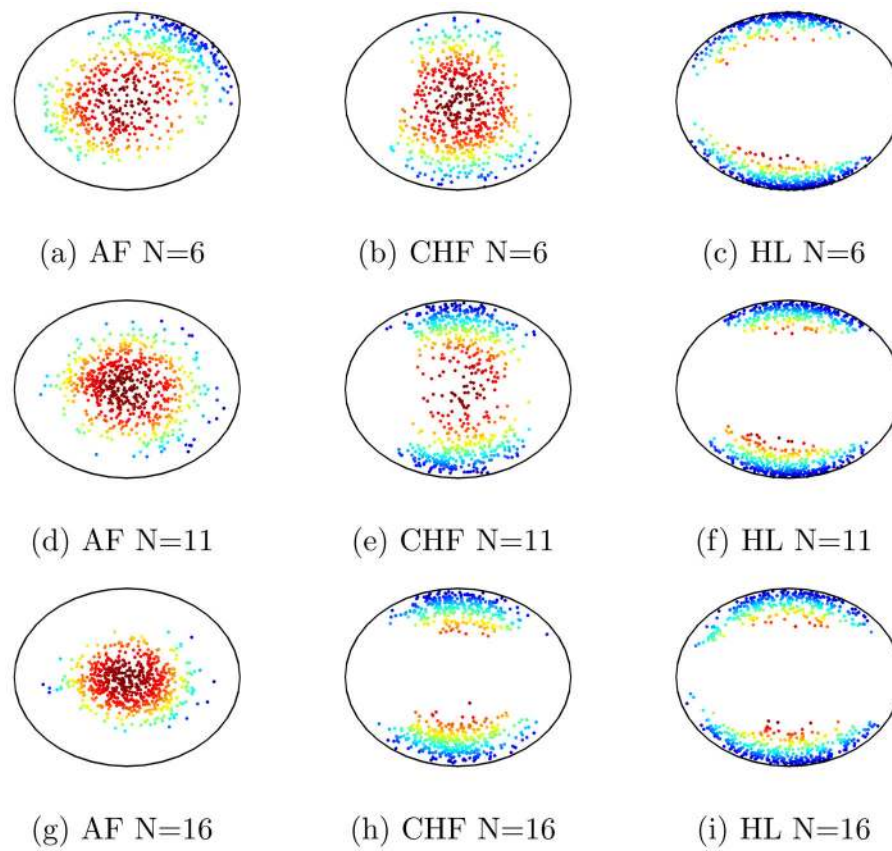 (a) AF N=6
(b) CHF N=6
(c) HL N=6
(d) AF N=11
(e) CHF N=11
(f) HL N=11
(g) AF N=16
(h) CHF N=16
(i) HL N=16